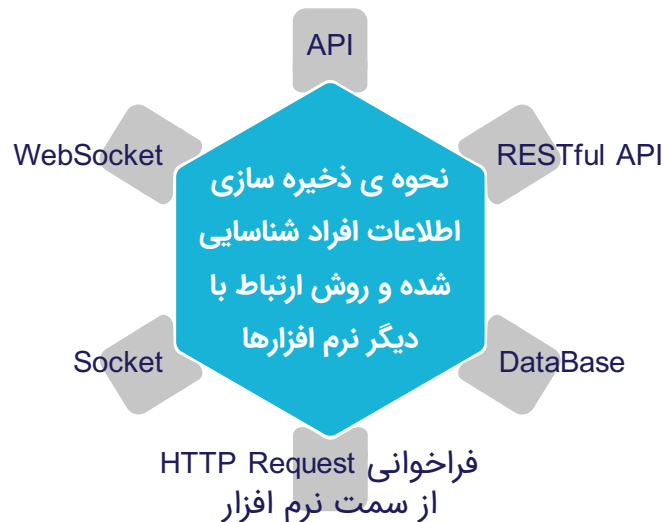 API
WebSocket
RESTful API
نحوه ی ذخیره سازی
اطلاعات افراد شناسایی
شده و روش ارتباط با
دیگر نرم افزارها
Socket
DataBase
فراخوانی HTTP Request
از سمت نرم افزار